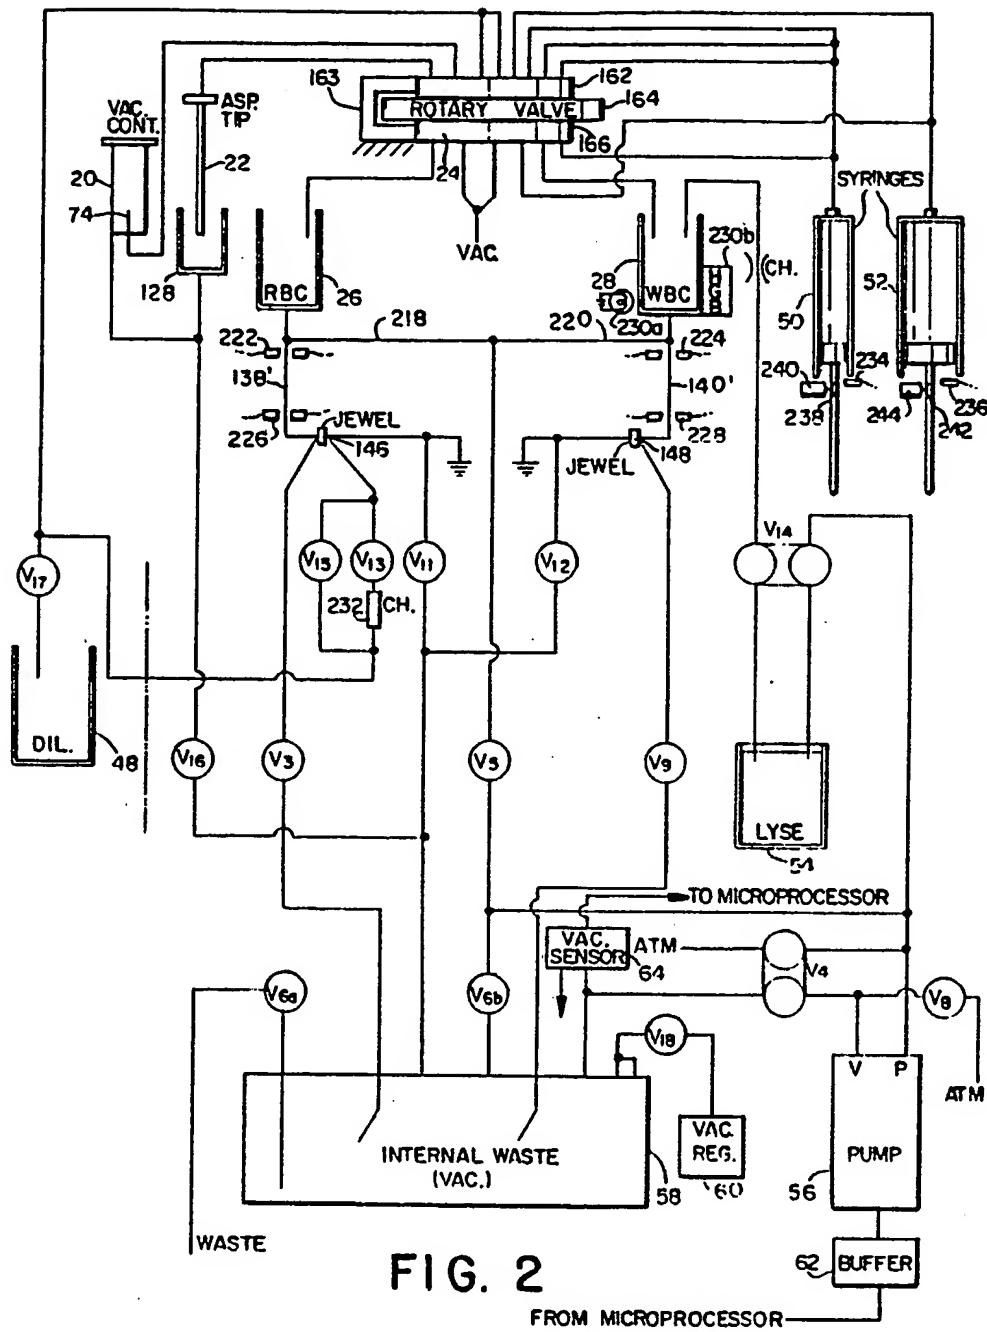 163
162
ROTARY VALVE
164
166
24
VAC.
CONT.
ASP.
TIP
20
22
74
128
SYRINGES
VAC.
RBC
26
28
WBC
HGB
230b
CH.
230a
50
52
218
220
222
224
138'
140'
240
234
238
244
236
242
226
JEWEL
146
228
JEWEL
148
V17
V15
V13
V11
V12
V14
232
CH.
DIL.
48
V16
V3
V5
V9
LYSE
54
TO MICROPROCESSOR
VAC.
SENSOR
ATM
64
V4
V6a
V6b
V8
V18
V P
ATM
INTERNAL WASTE
(VAC.)
58
VAC.
REG.
60
PUMP
56
WASTE
62
BUFFER
FIG. 2
FROM MICROPROCESSOR